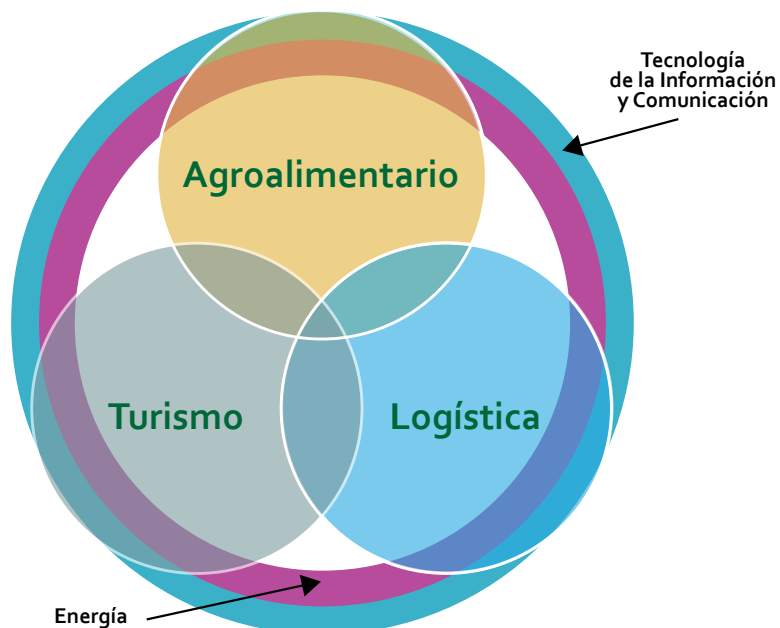 Tecnología
de la Información
y Comunicación
Agroalimentario
Turismo
Logística
Energía